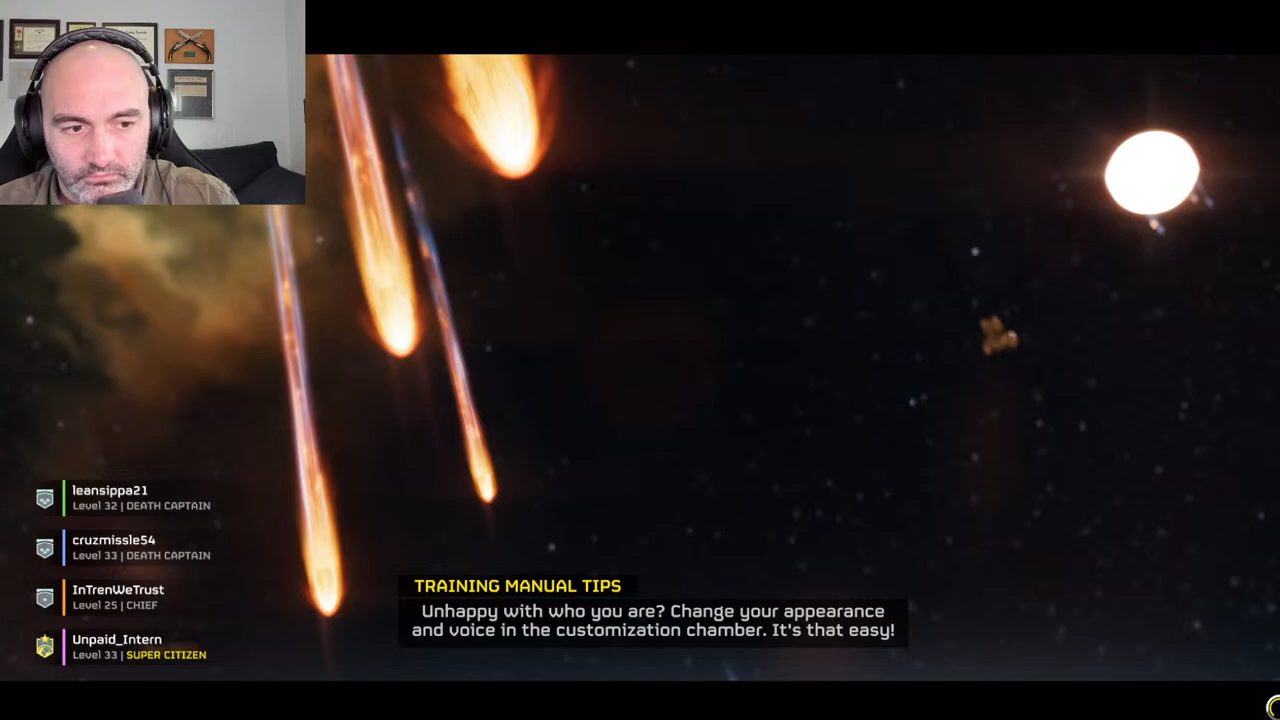 leansippa21
Level 32 | DEATH CAPTAIN
cruzmissle54
Level 33 | DEATH CAPTAIN
InTrenWeTrust
Level 25 | CHIEF
Unpaid_Intern
Level 33 | SUPER CITIZEN
TRAINING MANUAL TIPS
Unhappy with who you are? Change your appearance
and voice in the customization chamber. It's that easy!